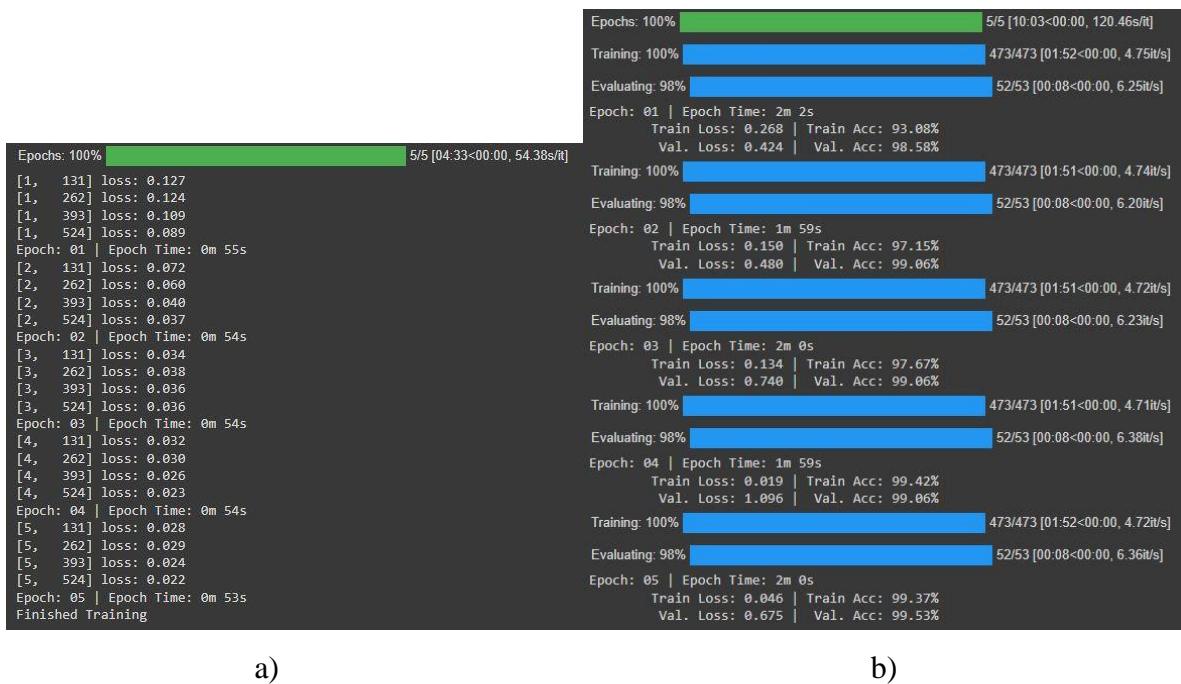 Epochs: 100% 5/5 [04:33<00:00, 54.38s/it]
[1, 131] loss: 0.127
[1, 262] loss: 0.124
[1, 393] loss: 0.109
[1, 524] loss: 0.089
Epoch: 01 | Epoch Time: 0m 55s
[2, 131] loss: 0.072
[2, 262] loss: 0.060
[2, 393] loss: 0.040
[2, 524] loss: 0.037
Epoch: 02 | Epoch Time: 0m 54s
[3, 131] loss: 0.034
[3, 262] loss: 0.038
[3, 393] loss: 0.036
[3, 524] loss: 0.036
Epoch: 03 | Epoch Time: 0m 54s
[4, 131] loss: 0.032
[4, 262] loss: 0.030
[4, 393] loss: 0.026
[4, 524] loss: 0.023
Epoch: 04 | Epoch Time: 0m 54s
[5, 131] loss: 0.028
[5, 262] loss: 0.029
[5, 393] loss: 0.024
[5, 524] loss: 0.022
Epoch: 05 | Epoch Time: 0m 53s
Finished Training
a)
Epochs: 100% 5/5 [10:03<00:00, 120.46s/it]
Training: 100% 473/473 [01:52<00:00, 4.75it/s]
Evaluating: 98% 52/53 [00:08<00:00, 6.25it/s]
Epoch: 01 | Epoch Time: 2m 2s
Train Loss: 0.268 | Train Acc: 93.08%
Val. Loss: 0.424 | Val. Acc: 98.58%
Training: 100% 473/473 [01:51<00:00, 4.74it/s]
Evaluating: 98% 52/53 [00:08<00:00, 6.20it/s]
Epoch: 02 | Epoch Time: 1m 59s
Train Loss: 0.150 | Train Acc: 97.15%
Val. Loss: 0.480 | Val. Acc: 99.06%
Training: 100% 473/473 [01:51<00:00, 4.72it/s]
Evaluating: 98% 52/53 [00:08<00:00, 6.23it/s]
Epoch: 03 | Epoch Time: 2m 0s
Train Loss: 0.134 | Train Acc: 97.67%
Val. Loss: 0.740 | Val. Acc: 99.06%
Training: 100% 473/473 [01:51<00:00, 4.71it/s]
Evaluating: 98% 52/53 [00:08<00:00, 6.38it/s]
Epoch: 04 | Epoch Time: 1m 59s
Train Loss: 0.019 | Train Acc: 99.42%
Val. Loss: 1.096 | Val. Acc: 99.06%
Training: 100% 473/473 [01:52<00:00, 4.72it/s]
Evaluating: 98% 52/53 [00:08<00:00, 6.36it/s]
Epoch: 05 | Epoch Time: 2m 0s
Train Loss: 0.046 | Train Acc: 99.37%
Val. Loss: 0.675 | Val. Acc: 99.53%
b)